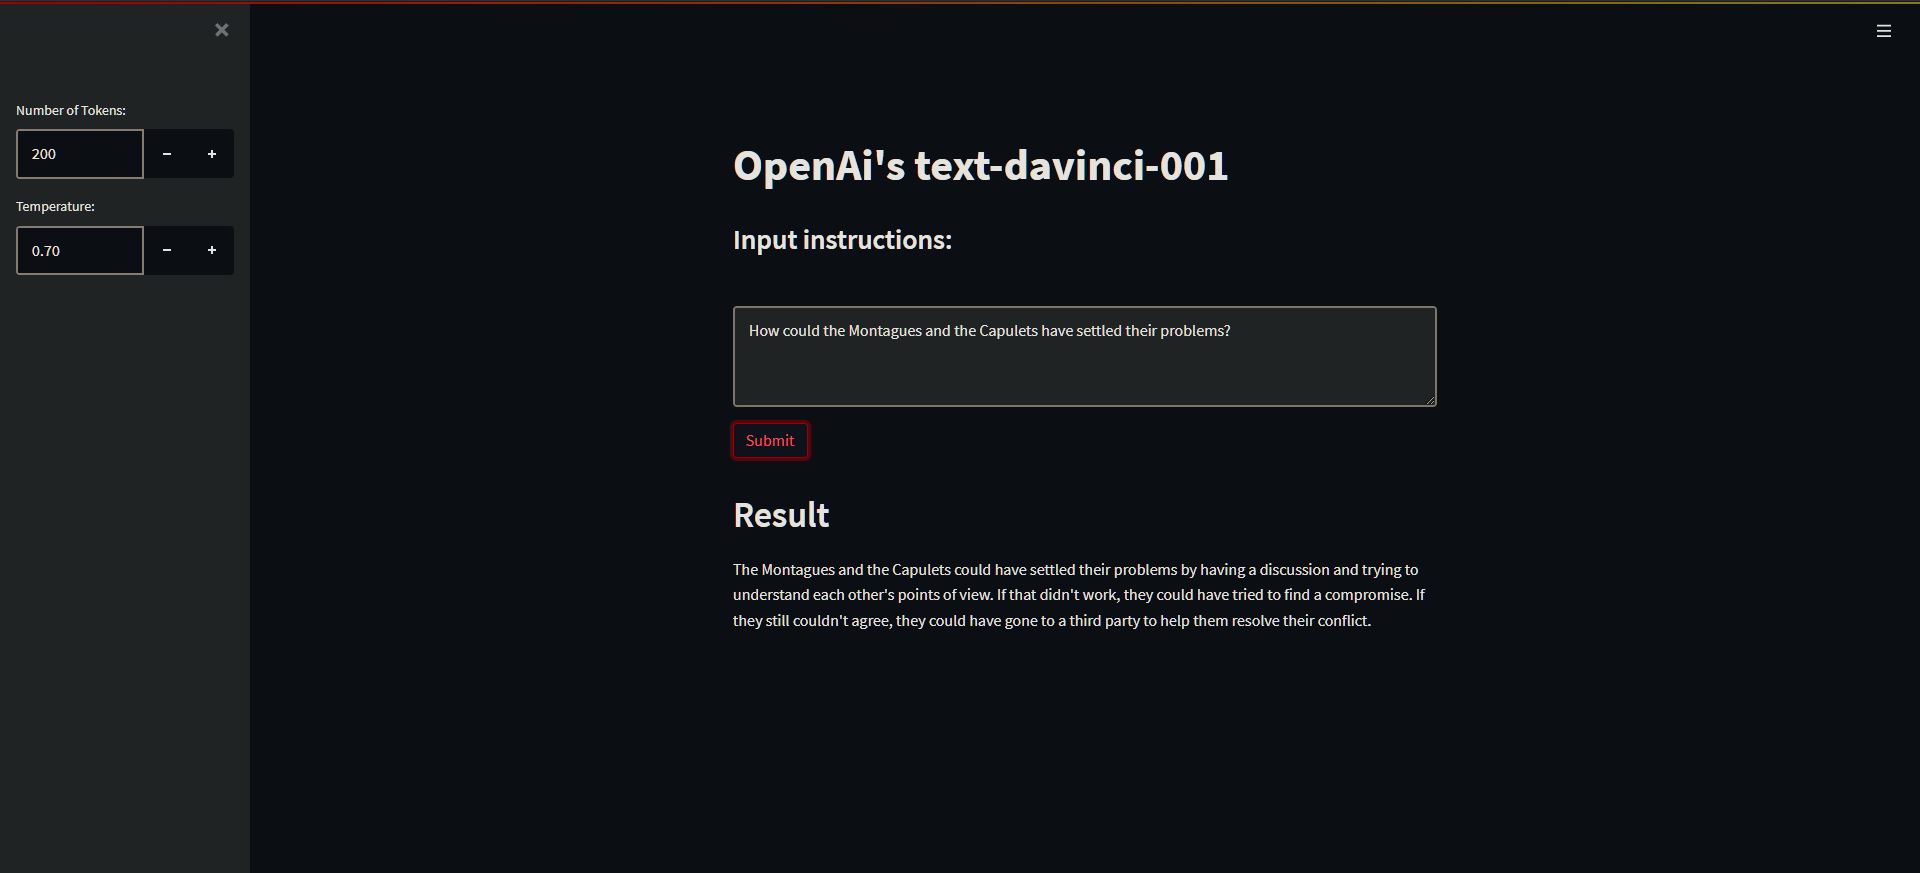 Number of Tokens:
200
Temperature:
0.70
OpenAi's text-davinci-001
Input instructions:
How could the Montagues and the Capulets have settled their problems?
Submit
Result
The Montagues and the Capulets could have settled their problems by having a discussion and trying to
understand each other's points of view. If that didn't work, they could have tried to find a compromise. If
they still couldn't agree, they could have gone to a third party to help them resolve their conflict.